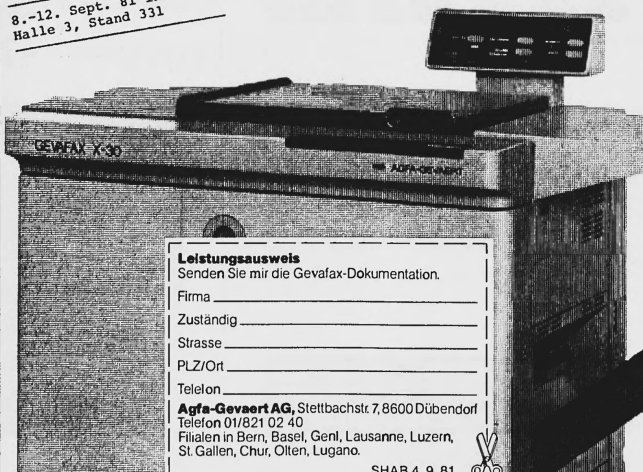 8.-12. Sept. 81
Halle 3, Stand 331
GEVAFAX X-30
AGFA-GEVAERT
Leistungsausweis
Senden Sie mir die Gevafax-Dokumentation.
Firma
Zuständig
Strasse
PLZ/Ort
Telefon
Agfa-Gevaert AG, Stettbachstr. 7, 8600 Dübendorf
Telefon 01/821 02 40
Filialen in Bern, Basel, Genf, Lausanne, Luzern,
St. Gallen, Chur, Olten, Lugano.
SHAB 4. 9. 81